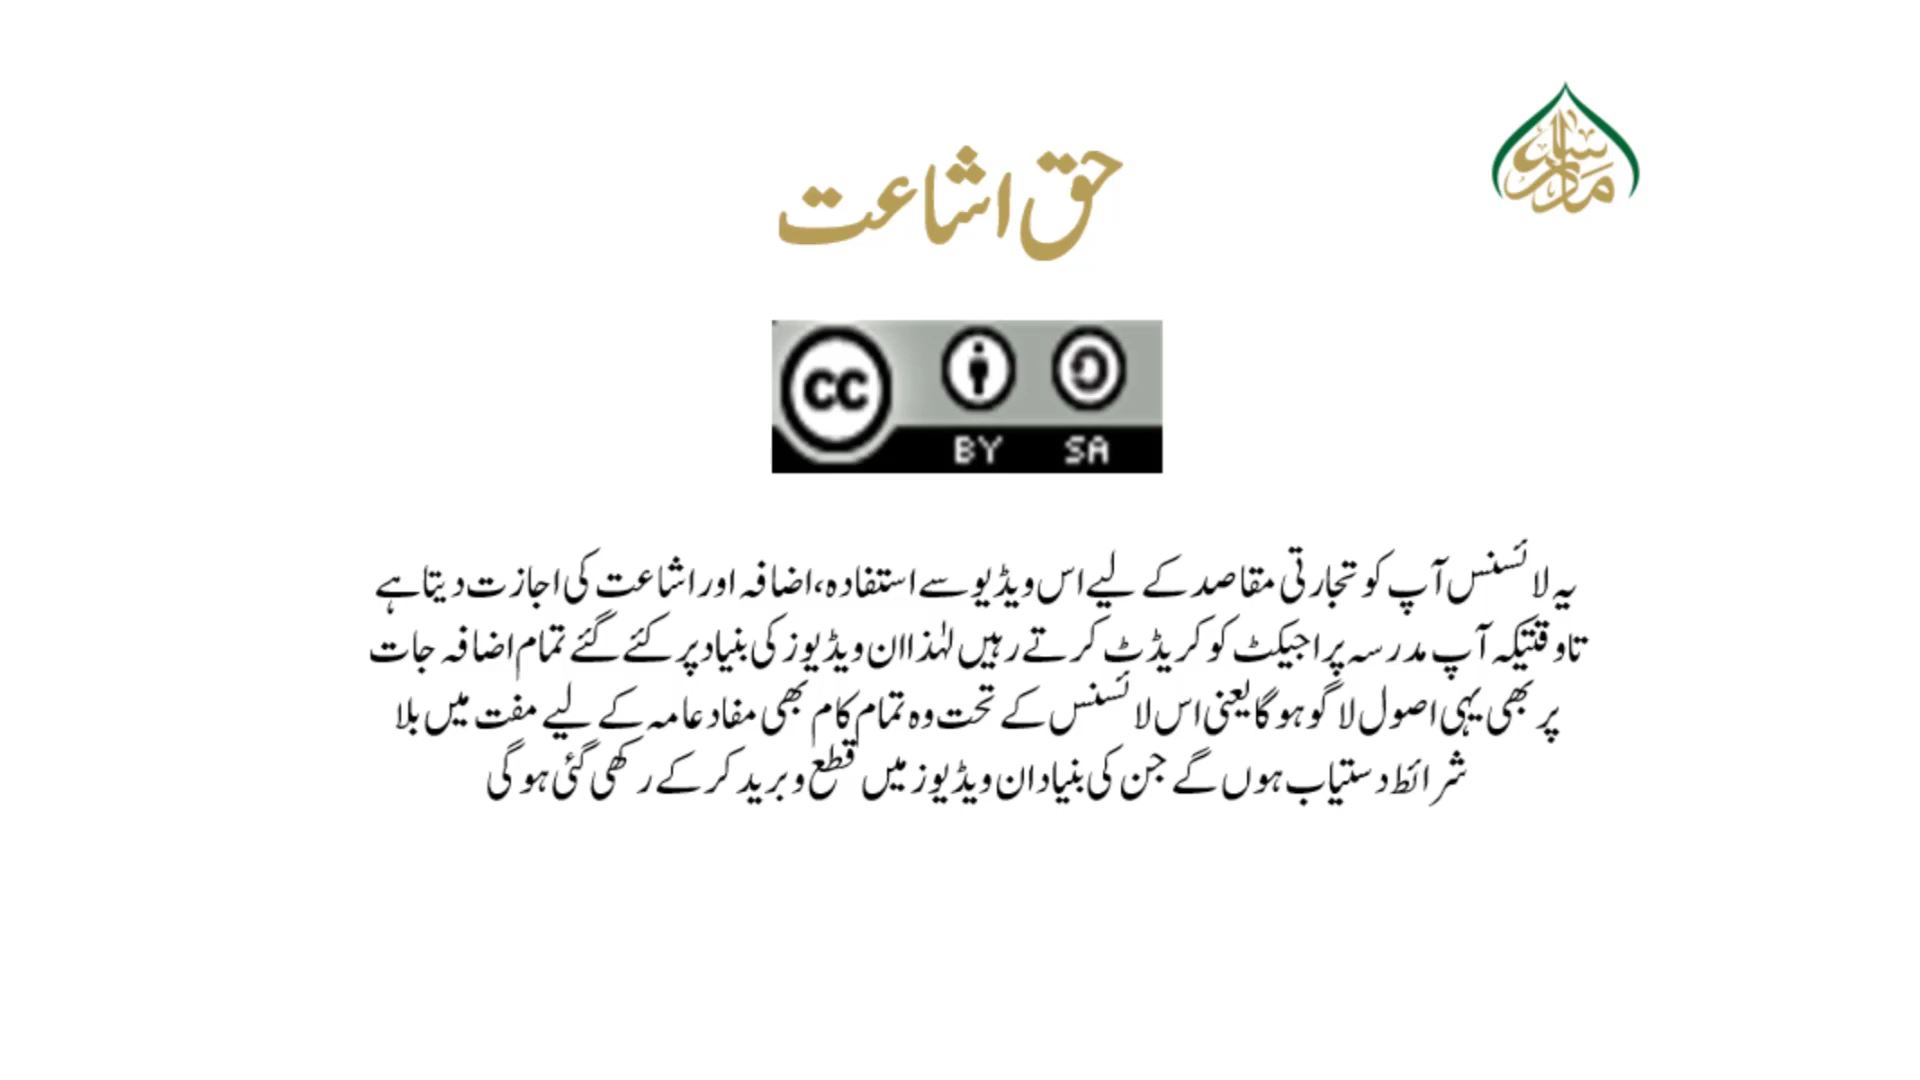 حق اشاعت
cc
BY SA
یہ لائسنس آپ کو تجارتی مقاصد کے لیے اس ویڈیو سے استفادہ، اضافہ اور اشاعت کی اجازت دیتا ہے
تاوقتیکہ آپ مدرسہ پراجیکٹ کو کریڈٹ کرتے رہیں لہٰذا ان ویڈیوز کی بنیاد پر کئے گئے تمام اضافہ جات
پر بھی یہی اصول لاگو ہوگا یعنی اس لائسنس کے تحت وہ تمام کام بھی مفاد عامہ کے لیے مفت میں بلا
شرائط دستیاب ہوں گے جن کی بنیاد ان ویڈیوز میں قطع و برید کر کے رکھی گئی ہوگی